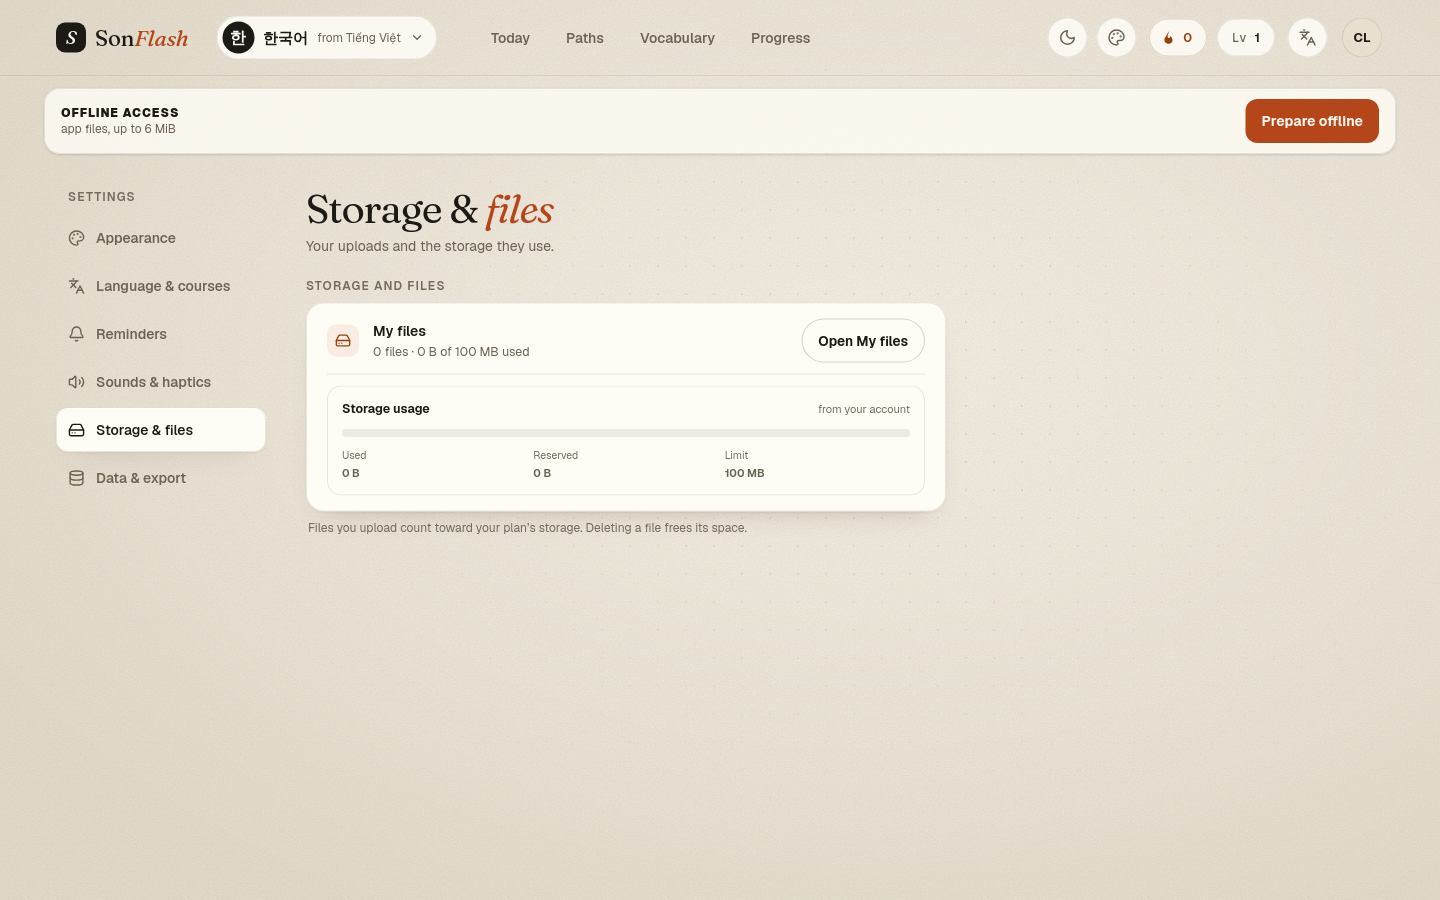 S SonFlash
한 한국어 from Tiếng Việt
Today Paths Vocabulary Progress
0
Lv 1
CL
OFFLINE ACCESS
app files, up to 6 MiB
Prepare offline
SETTINGS
Appearance
Language & courses
Reminders
Sounds & haptics
Storage & files
Data & export
Storage & files
Your uploads and the storage they use.
STORAGE AND FILES
My files
0 files · 0 B of 100 MB used
Open My files
Storage usage
from your account
Used Reserved Limit
0 B 0 B 100 MB
Files you upload count toward your plan's storage. Deleting a file frees its space.